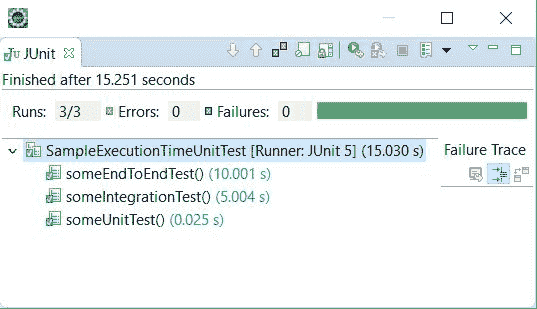 JUnit
Finished after 15.251 seconds
Runs: 3/3 Errors: 0 Failures: 0
SampleExecutionTimeUnitTest [Runner: JUnit 5] (15.030 s)
Failure Trace
someEndToEndTest() (10.001 s)
someIntegrationTest() (5.004 s)
someUnitTest() (0.025 s)